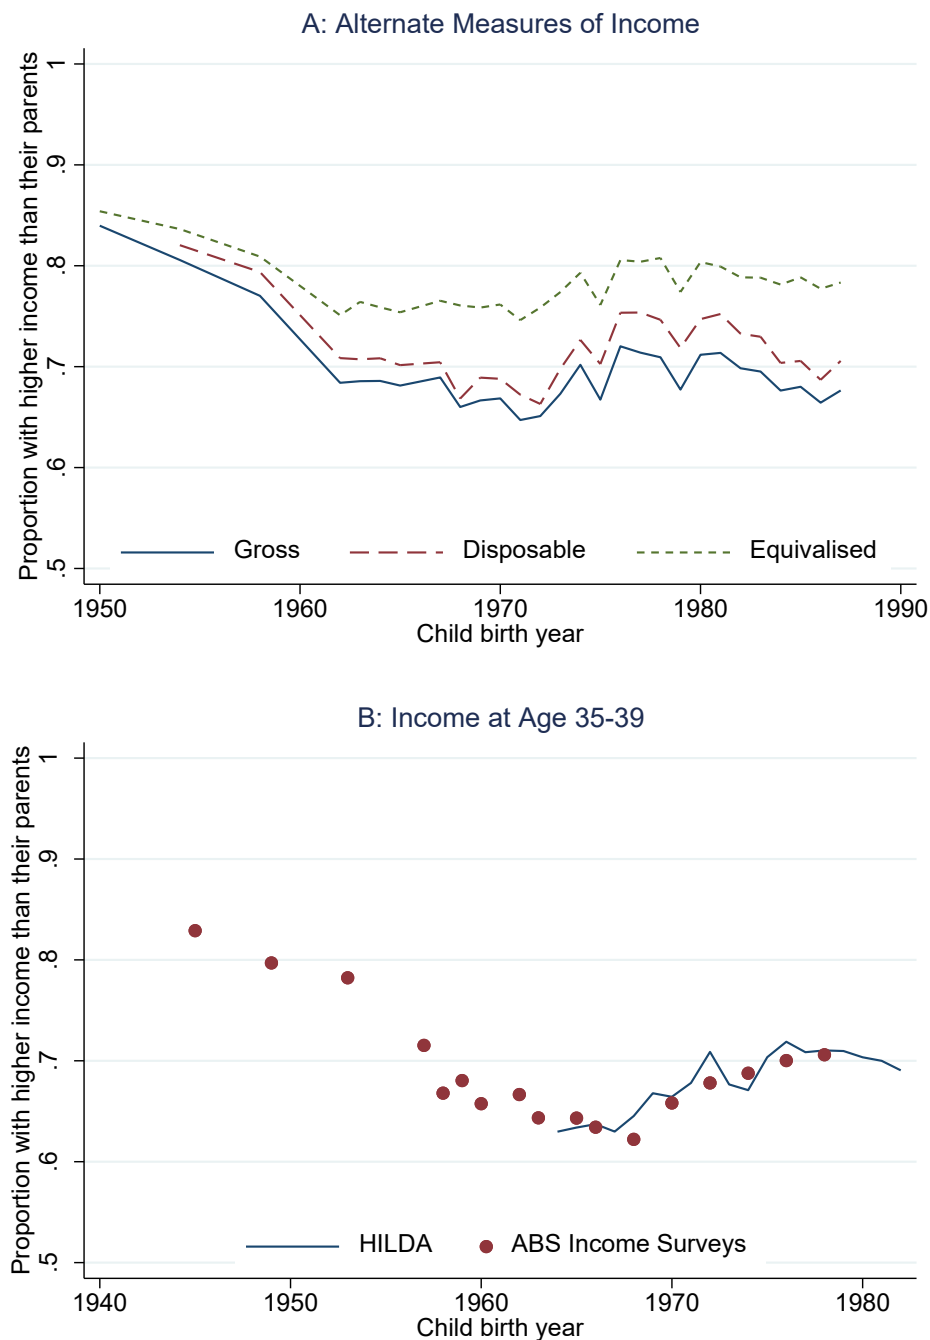 A: Alternate Measures of Income
Proportion with higher income than their parents
1
.9
.8
.7
.6
.5
Gross Disposable Equivalised
1950 1960 1970 1980 1990
Child birth year
B: Income at Age 35-39
Proportion with higher income than their parents
1
.9
.8
.7
.6
.5
HILDA ABS Income Surveys
1940 1950 1960 1970 1980
Child birth year